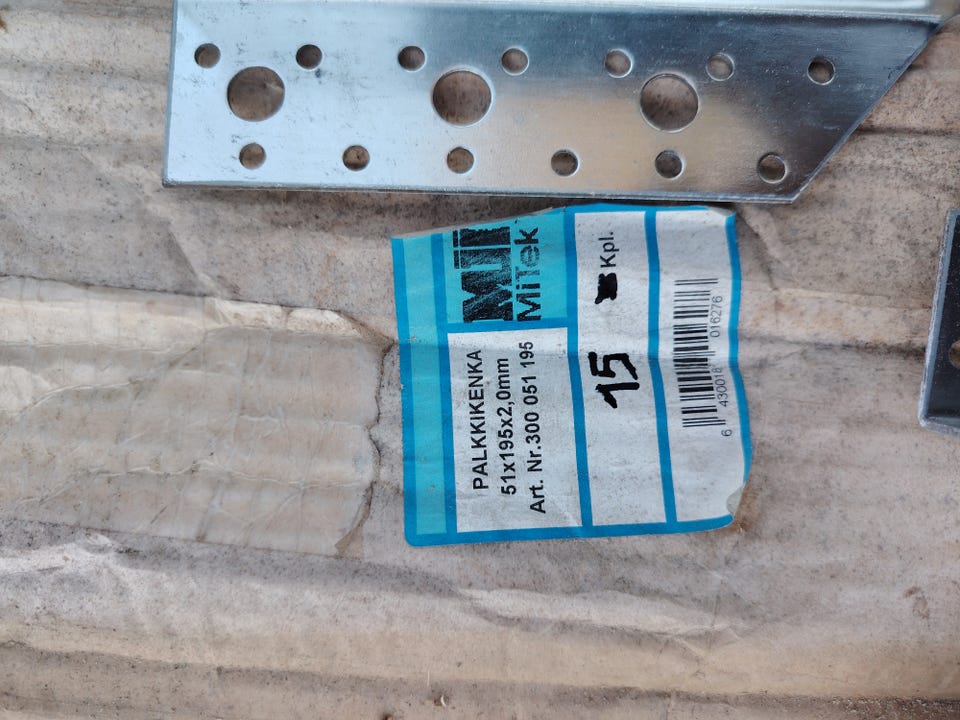 MiTek
PALKKIKENKA
51x195x2,0mm
Art. Nr.300 051 195
15 Kpl.
6 430018 016276